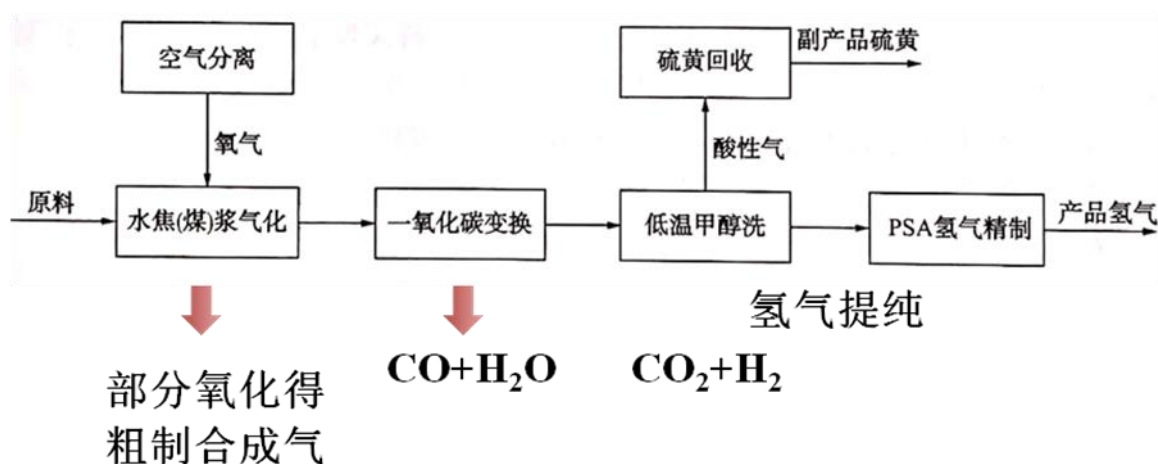 空气分离
硫黄回收
副产品硫黄
氧气
酸性气
原料
水焦(煤)浆气化
一氧化碳变换
低温甲醇洗
PSA氢气精制
产品氢气
氢气提纯
CO+H₂O
CO₂+H₂
部分氧化得
粗制合成气